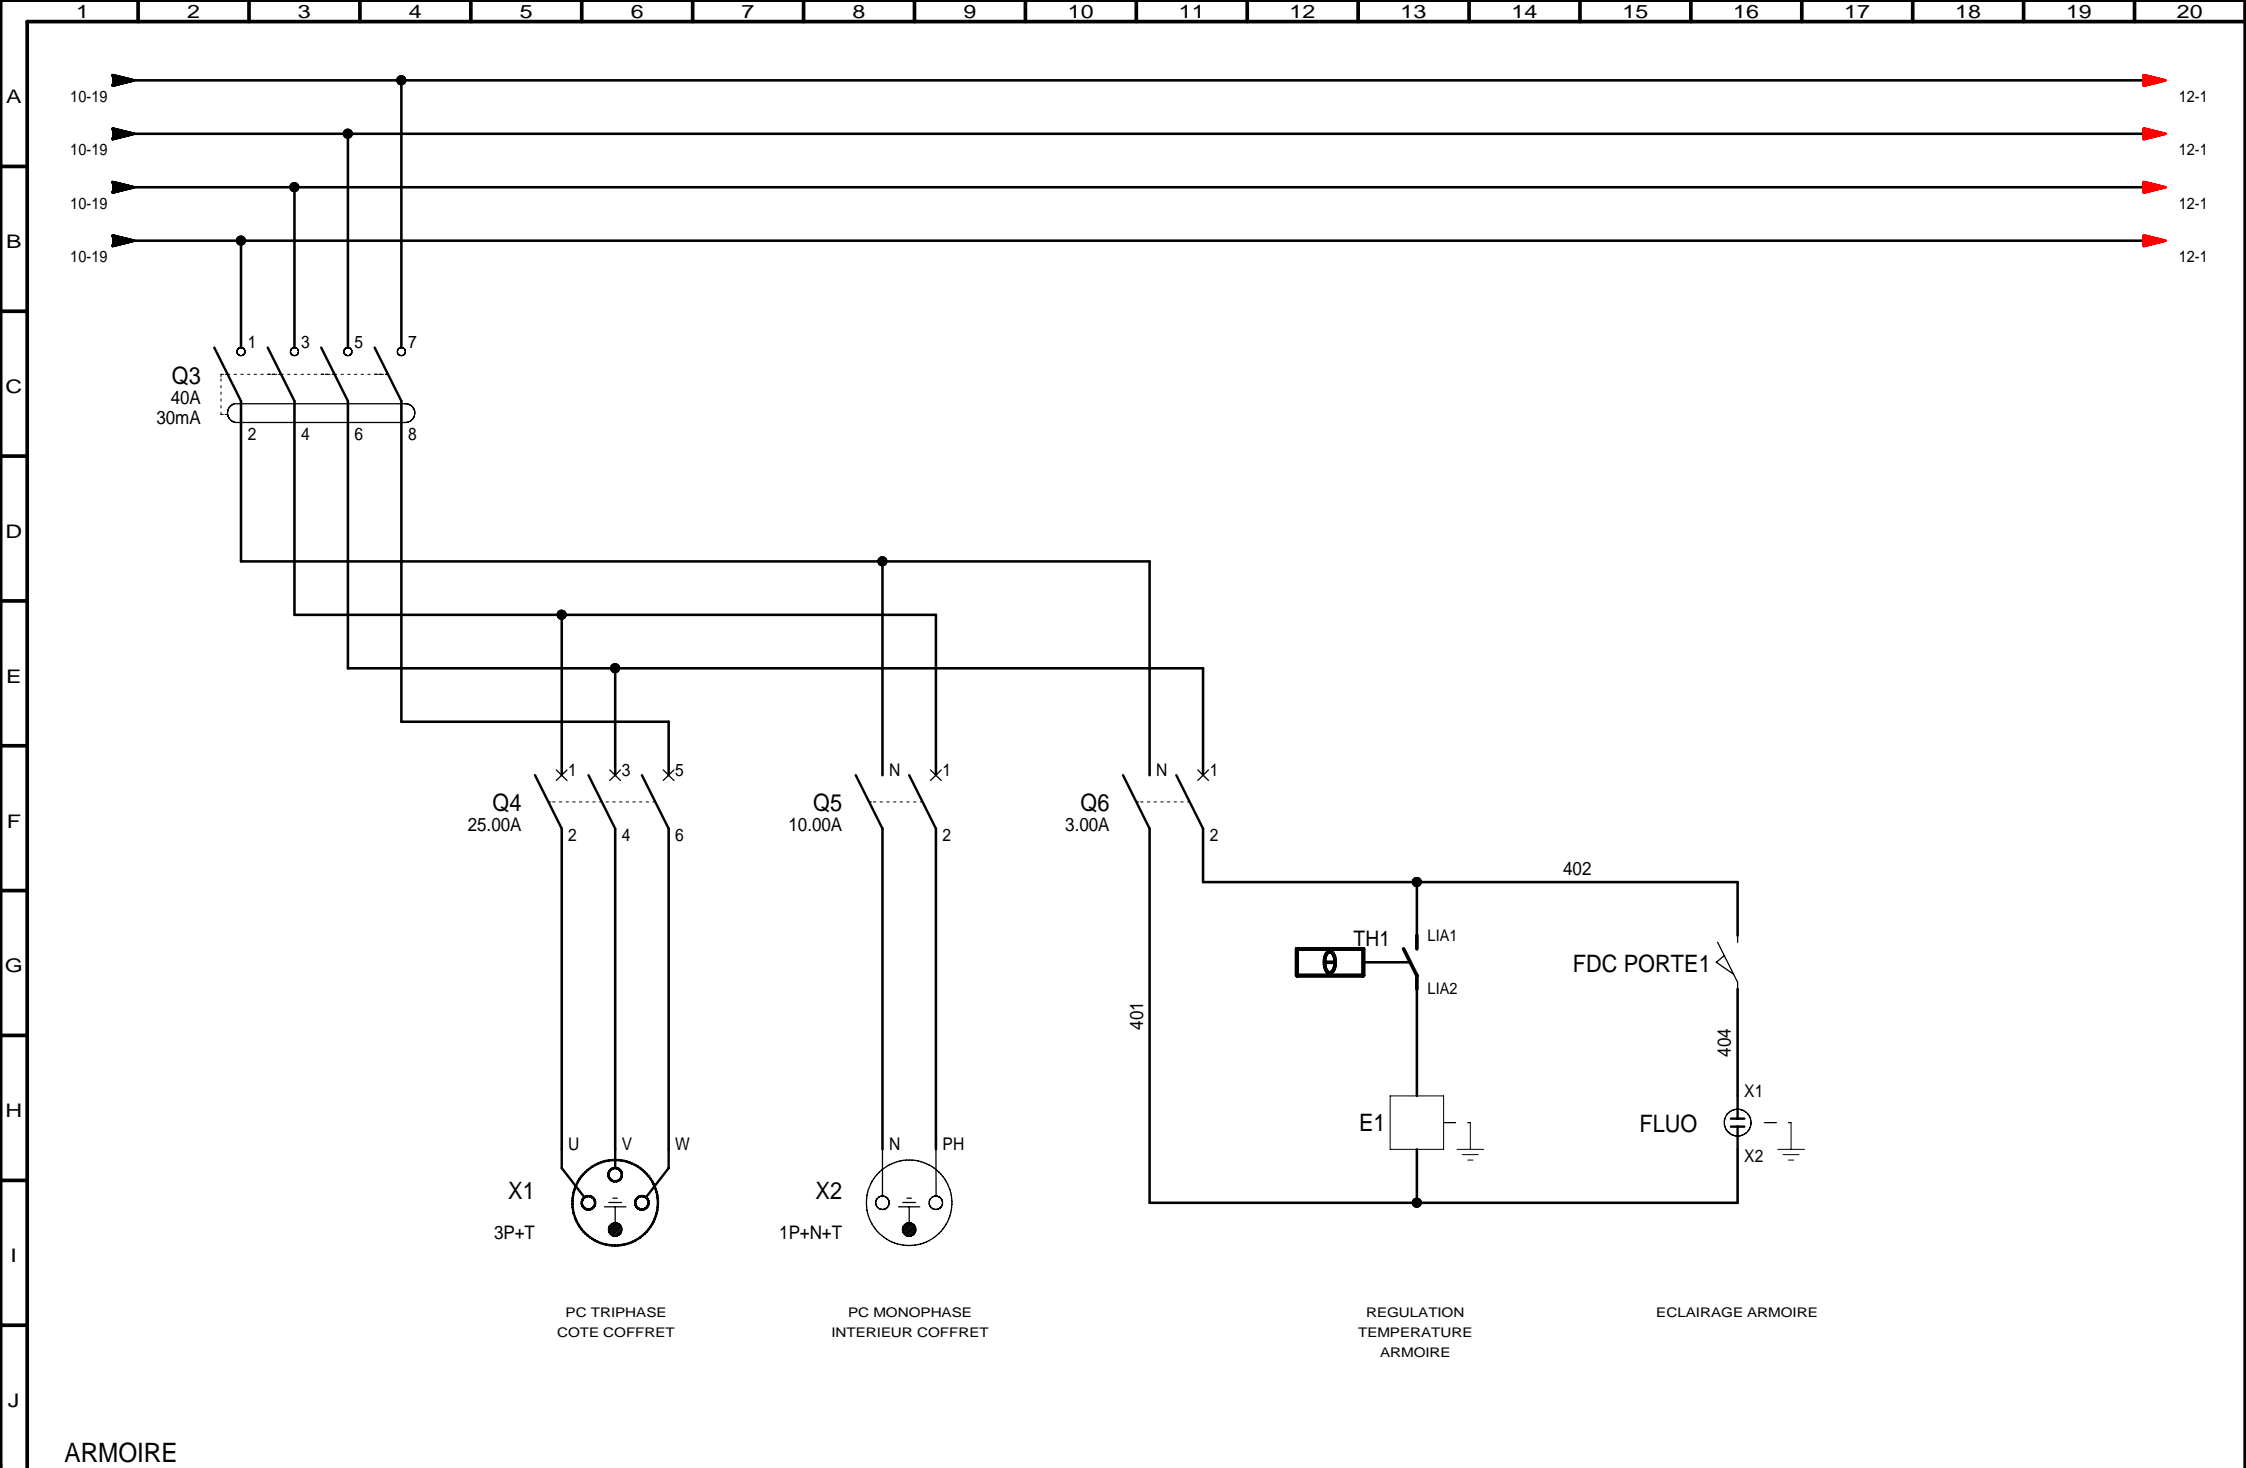 1 2 3 4 5 6 7 8 9 10 11 12 13 14 15 16 17 18 19 20
A
10-19 12-1
10-19 12-1
10-19 12-1
B
10-19 12-1
1 3 5 7
C
Q3
40A
30mA
2 4 6 8
D
E
1 3 5 N 1 N 1
Q4 Q5 Q6
F
25.00A 10.00A 3.00A
2 4 6 2 2
402
TH1 LIA1
G
θ FDC PORTE1
LIA2
401
404
X1
H
E1 FLUO
U V W N PH X2
X1 X2
3P+T 1P+N+T
I
PC TRIPHASE PC MONOPHASE REGULATION ECLAIRAGE ARMOIRE
COTE COFFRET INTERIEUR COFFRET TEMPERATURE
ARMOIRE
J
ARMOIRE